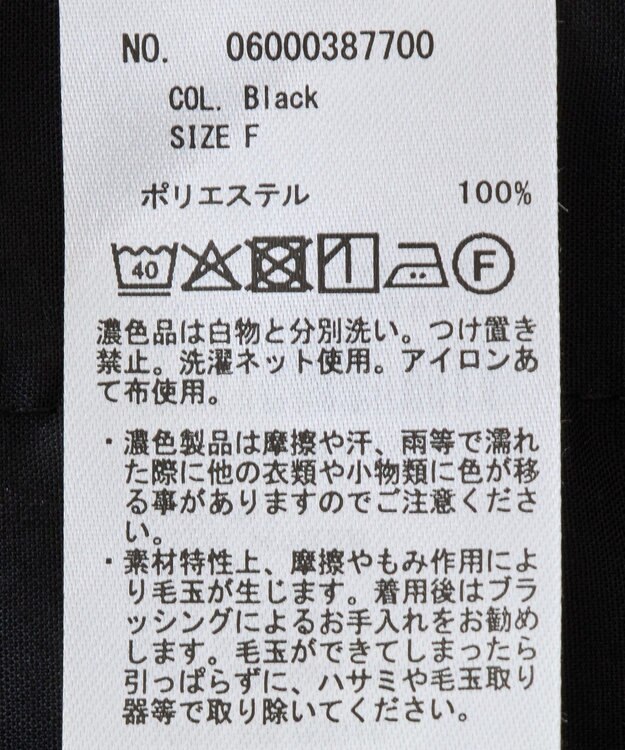 NO. 06000387700
COL. Black
SIZE F
ポリエステル 100%
40 F
濃色品は白物と分別洗い。つけ置き
禁止。洗濯ネット使用。アイロンあ
て布使用。
・濃色製品は摩擦や汗、雨等で濡れ
た際に他の衣類や小物類に色が移
る事がありますのでご注意くださ
い。
・素材特性上、摩擦やもみ作用によ
り毛玉が生じます。着用後はブラ
ッシングによるお手入れをお勧め
します。毛玉ができてしまったら
引っぱらずに、ハサミや毛玉取り
器等で取り除いてください。